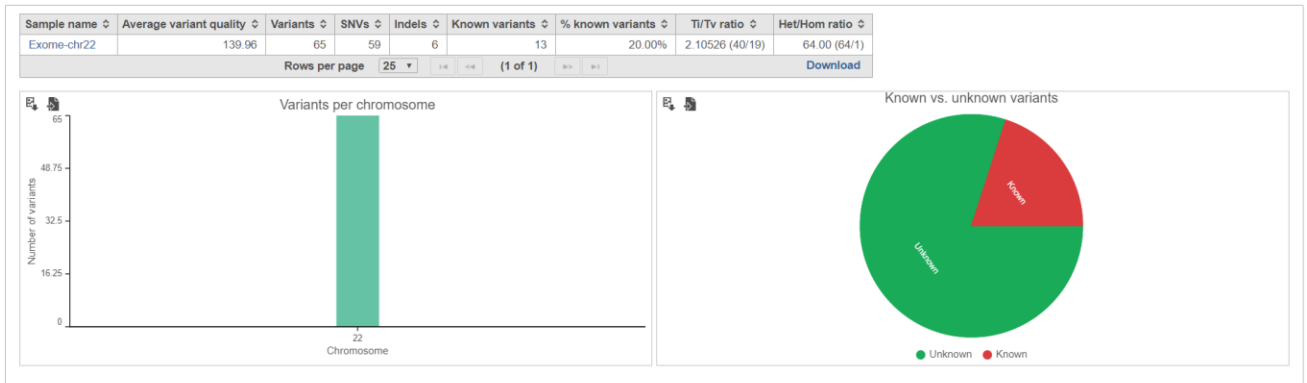 Sample name Average variant quality Variants SNVs Indels Known variants % known variants Ti/Tv ratio Het/Hom ratio
Exome-chr22 139.96 65 59 6 13 20.00% 2.10526 (40/19) 64.00 (64/1)
Rows per page 25 (1 of 1) Download
Variants per chromosome
65
48.75
32.5
16.25
0
Number of variants
22
Chromosome
Known vs. unknown variants
Known
Unknown
Unknown Known